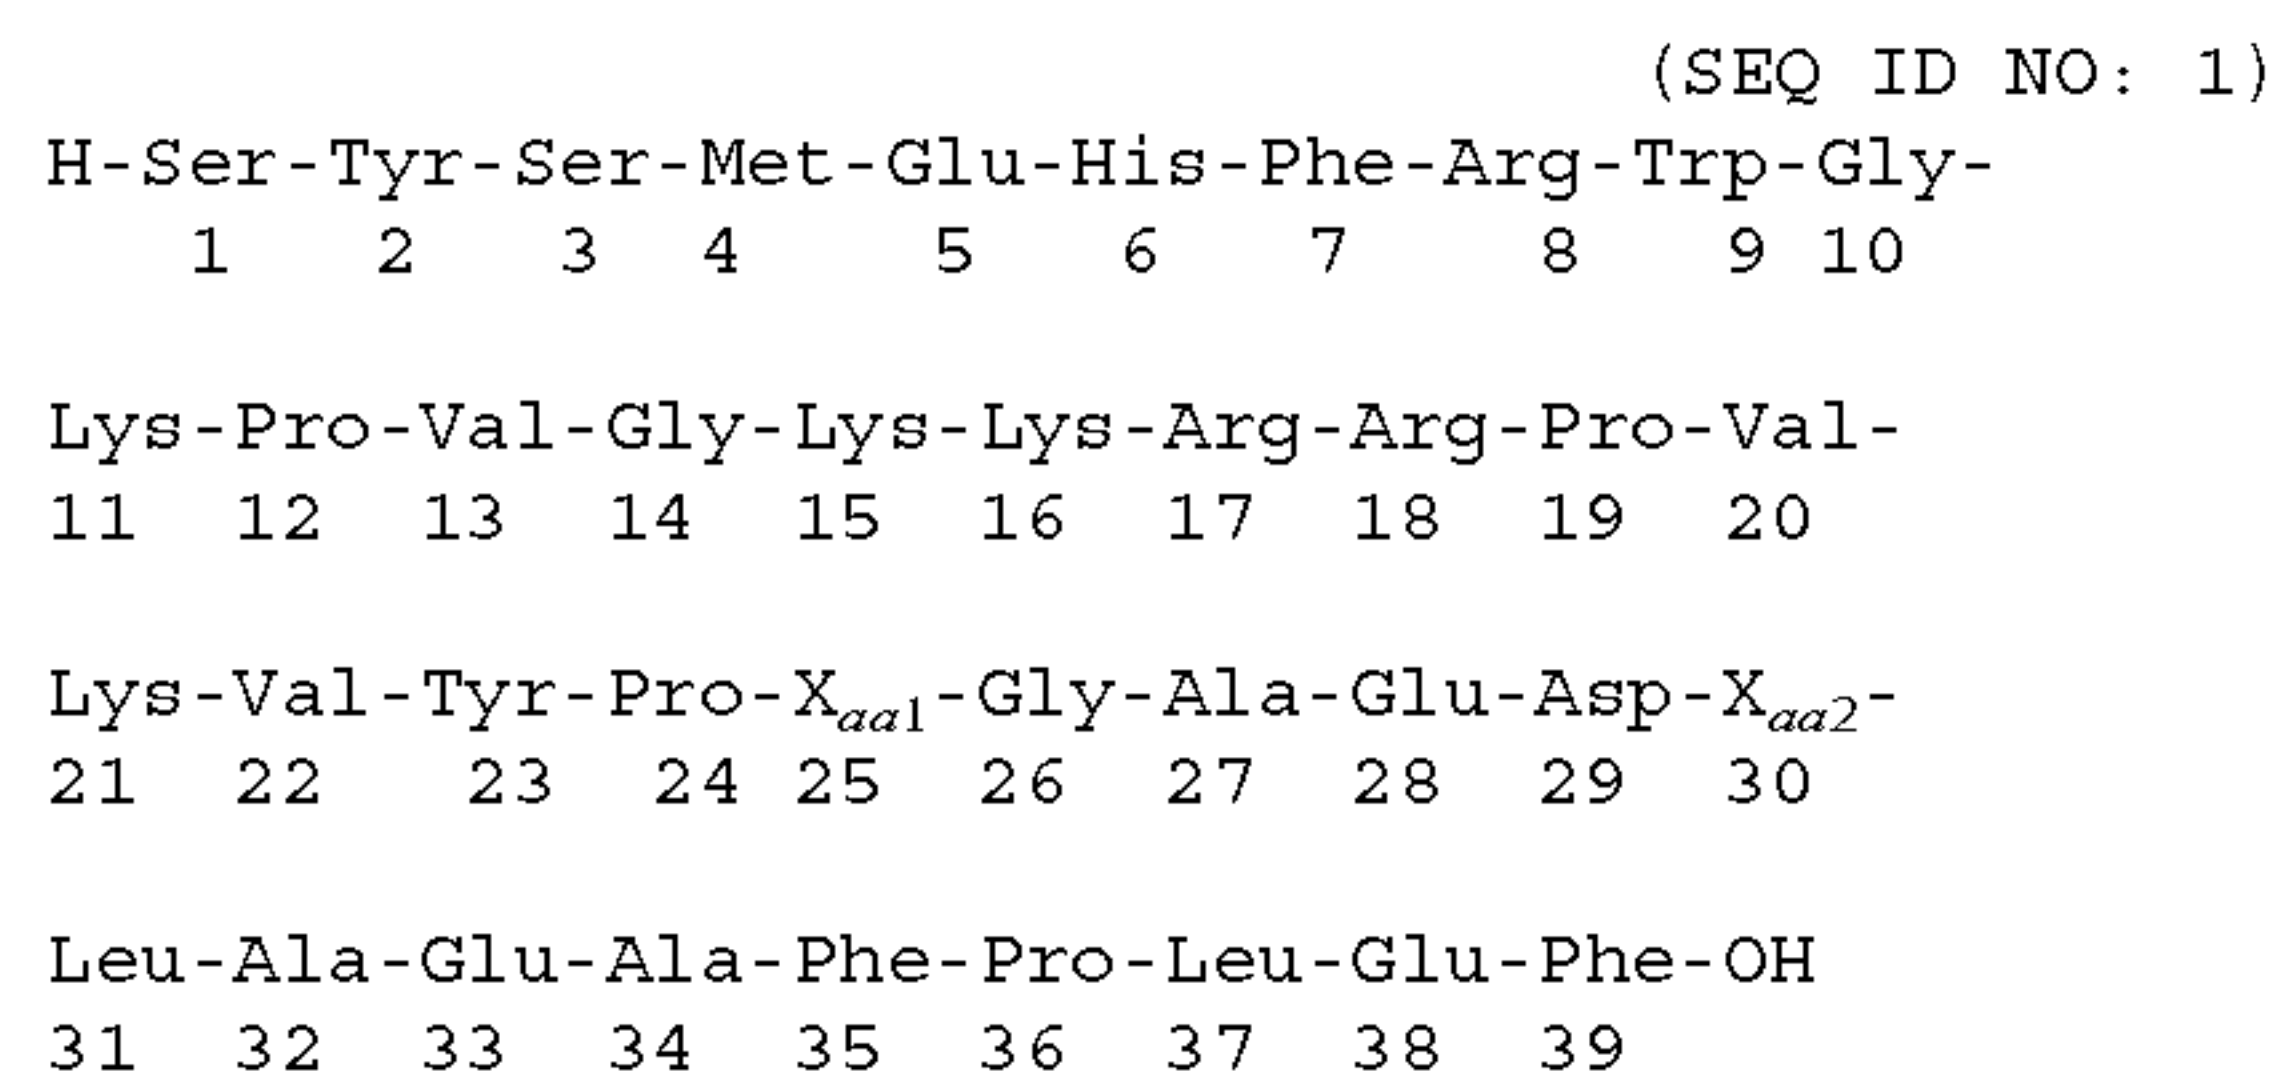 (SEQ ID NO: 1)
H-Ser-Tyr-Ser-Met-Glu-His-Phe-Arg-Trp-Gly-
1 2 3 4 5 6 7 8 9 10
Lys-Pro-Val-Gly-Lys-Lys-Arg-Arg-Pro-Val-
11 12 13 14 15 16 17 18 19 20
Lys-Val-Tyr-Pro-Xaa1-Gly-Ala-Glu-Asp-Xaa2-
21 22 23 24 25 26 27 28 29 30
Leu-Ala-Glu-Ala-Phe-Pro-Leu-Glu-Phe-OH
31 32 33 34 35 36 37 38 39